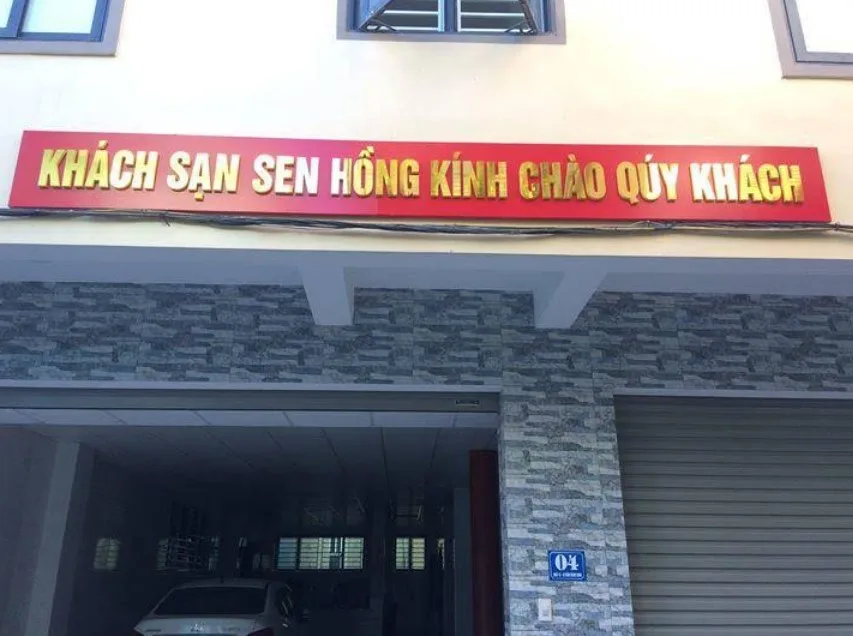 KHÁCH SẠN SEN HỒNG KÍNH CHÀO QÚY KHÁCH
04